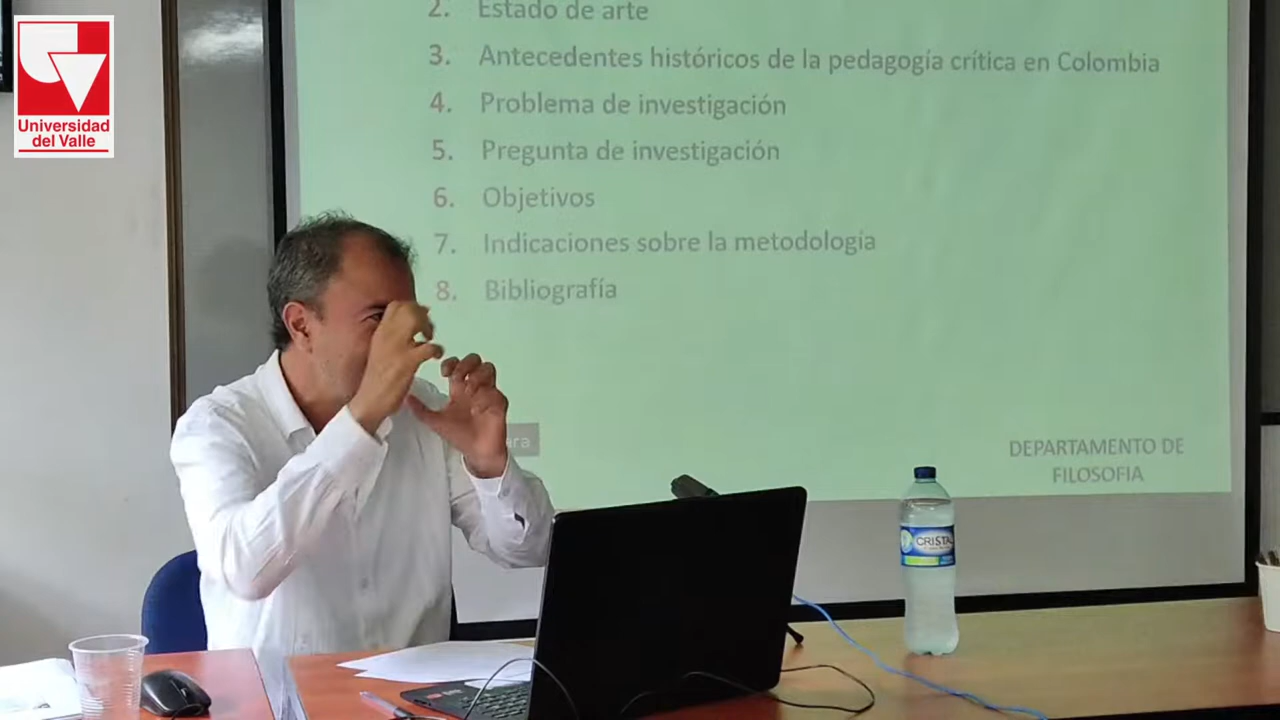 Universidad
del Valle
2. Estado de arte
3. Antecedentes históricos de la pedagogía crítica en Colombia
4. Problema de investigación
5. Pregunta de investigación
6. Objetivos
7. Indicaciones sobre la metodologia
8. Bibliografía
DEPARTAMENTO DE
FILOSOFIA
CRISTAL